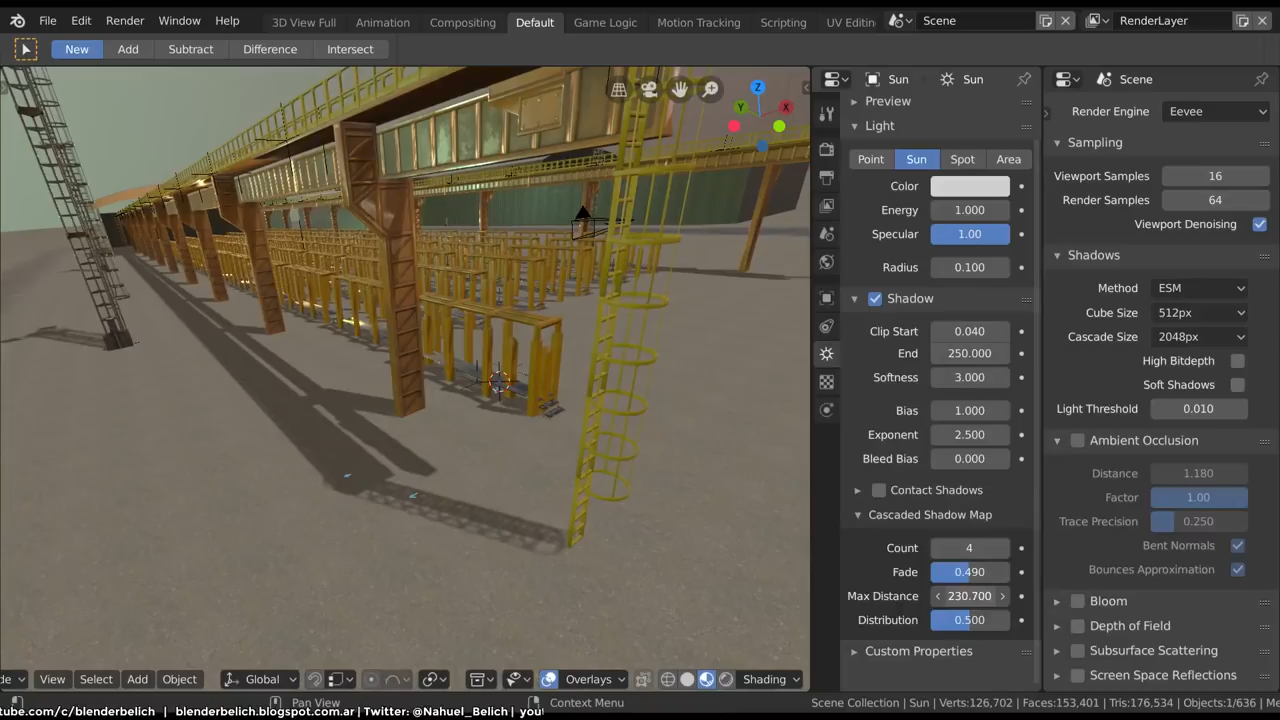 File Edit Render Window Help 3D View Full Animation Compositing Default Game Logic Motion Tracking Scripting UV Editin Scene RenderLayer
New Add Subtract Difference Intersect
Z
Y
X
Sun Sun
Preview
Light
Point Sun Spot Area
Color
Energy 1.000
Specular 1.00
Radius 0.100
Shadow
Clip Start 0.040
End 250.000
Softness 3.000
Bias 1.000
Exponent 2.500
Bleed Bias 0.000
Contact Shadows
Cascaded Shadow Map
Count 4
Fade 0.490
Max Distance 230.700
Distribution 0.500
Custom Properties
Scene
Render Engine Eevee
Sampling
Viewport Samples 16
Render Samples 64
Viewport Denoising
Shadows
Method ESM
Cube Size 512px
Cascade Size 2048px
High Bitdepth
Soft Shadows
Light Threshold 0.010
Ambient Occlusion
Distance 1.180
Factor 1.00
Trace Precision 0.250
Bent Normals
Bounces Approximation
Bloom
Depth of Field
Subsurface Scattering
Screen Space Reflections
de View Select Add Object Global Overlays Shading
Pan View Context Menu Scene Collection | Sun | Verts:126,702 | Faces:153,401 | Tris:176,534 | Objects:1/636 | M
tube.com/c/blenderbelich | blenderbelich.blogspot.com.ar | Twitter: @Nahuel_Belich | you